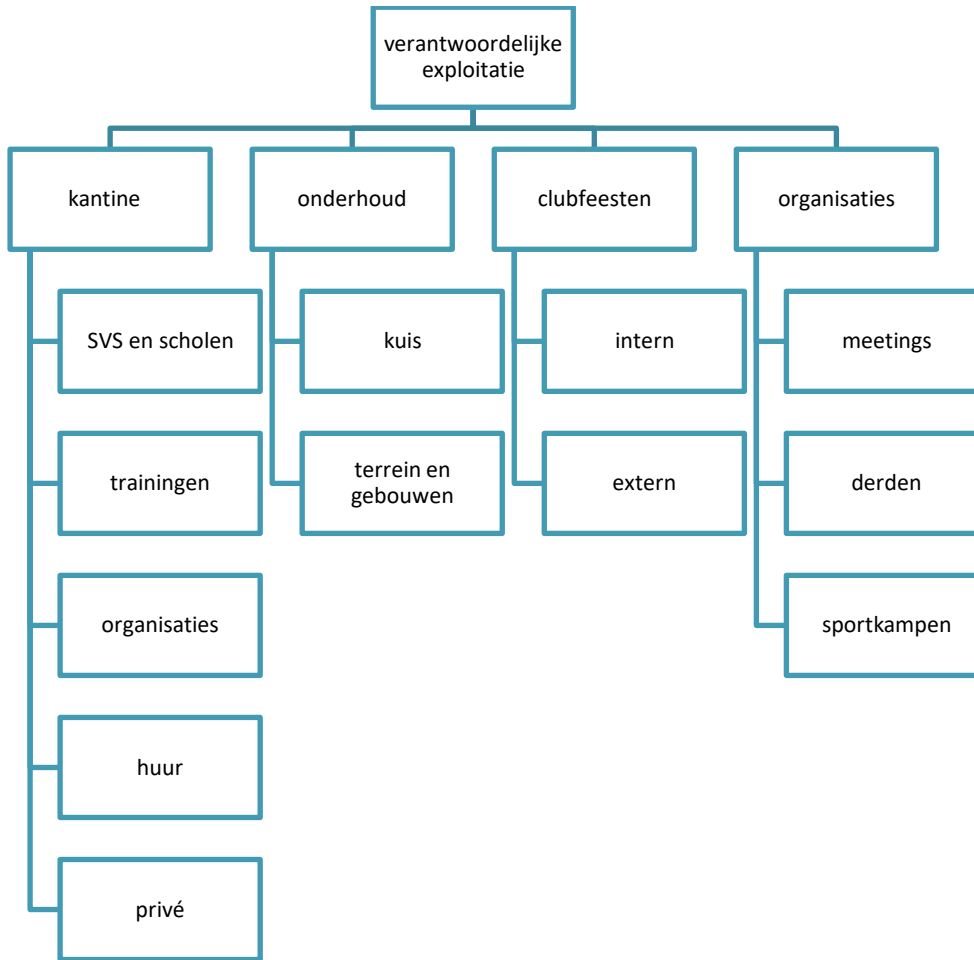 verantwoordelijke
exploitatie
kantine
onderhoud
clubfeesten
organisaties
SVS en scholen
kuis
intern
meetings
trainingen
terrein en
gebouwen
extern
derden
organisaties
sportkampen
huur
privé